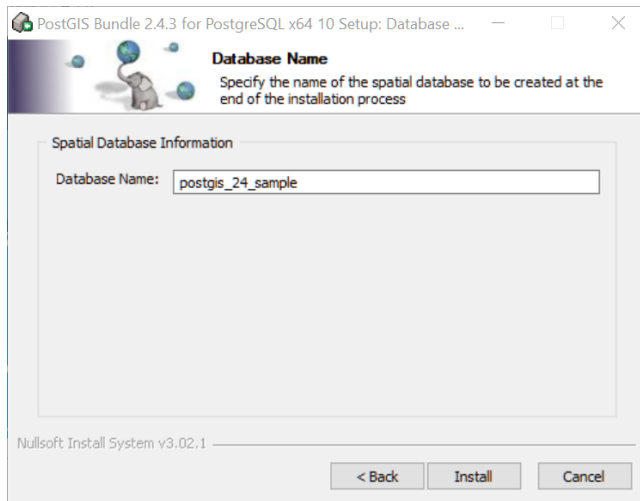 PostGIS Bundle 2.4.3 for PostgreSQL x64 10 Setup: Database ...
Database Name
Specify the name of the spatial database to be created at the
end of the installation process
Spatial Database Information
Database Name: postgis_24_sample
Nullsoft Install System v3.02.1
< Back Install Cancel